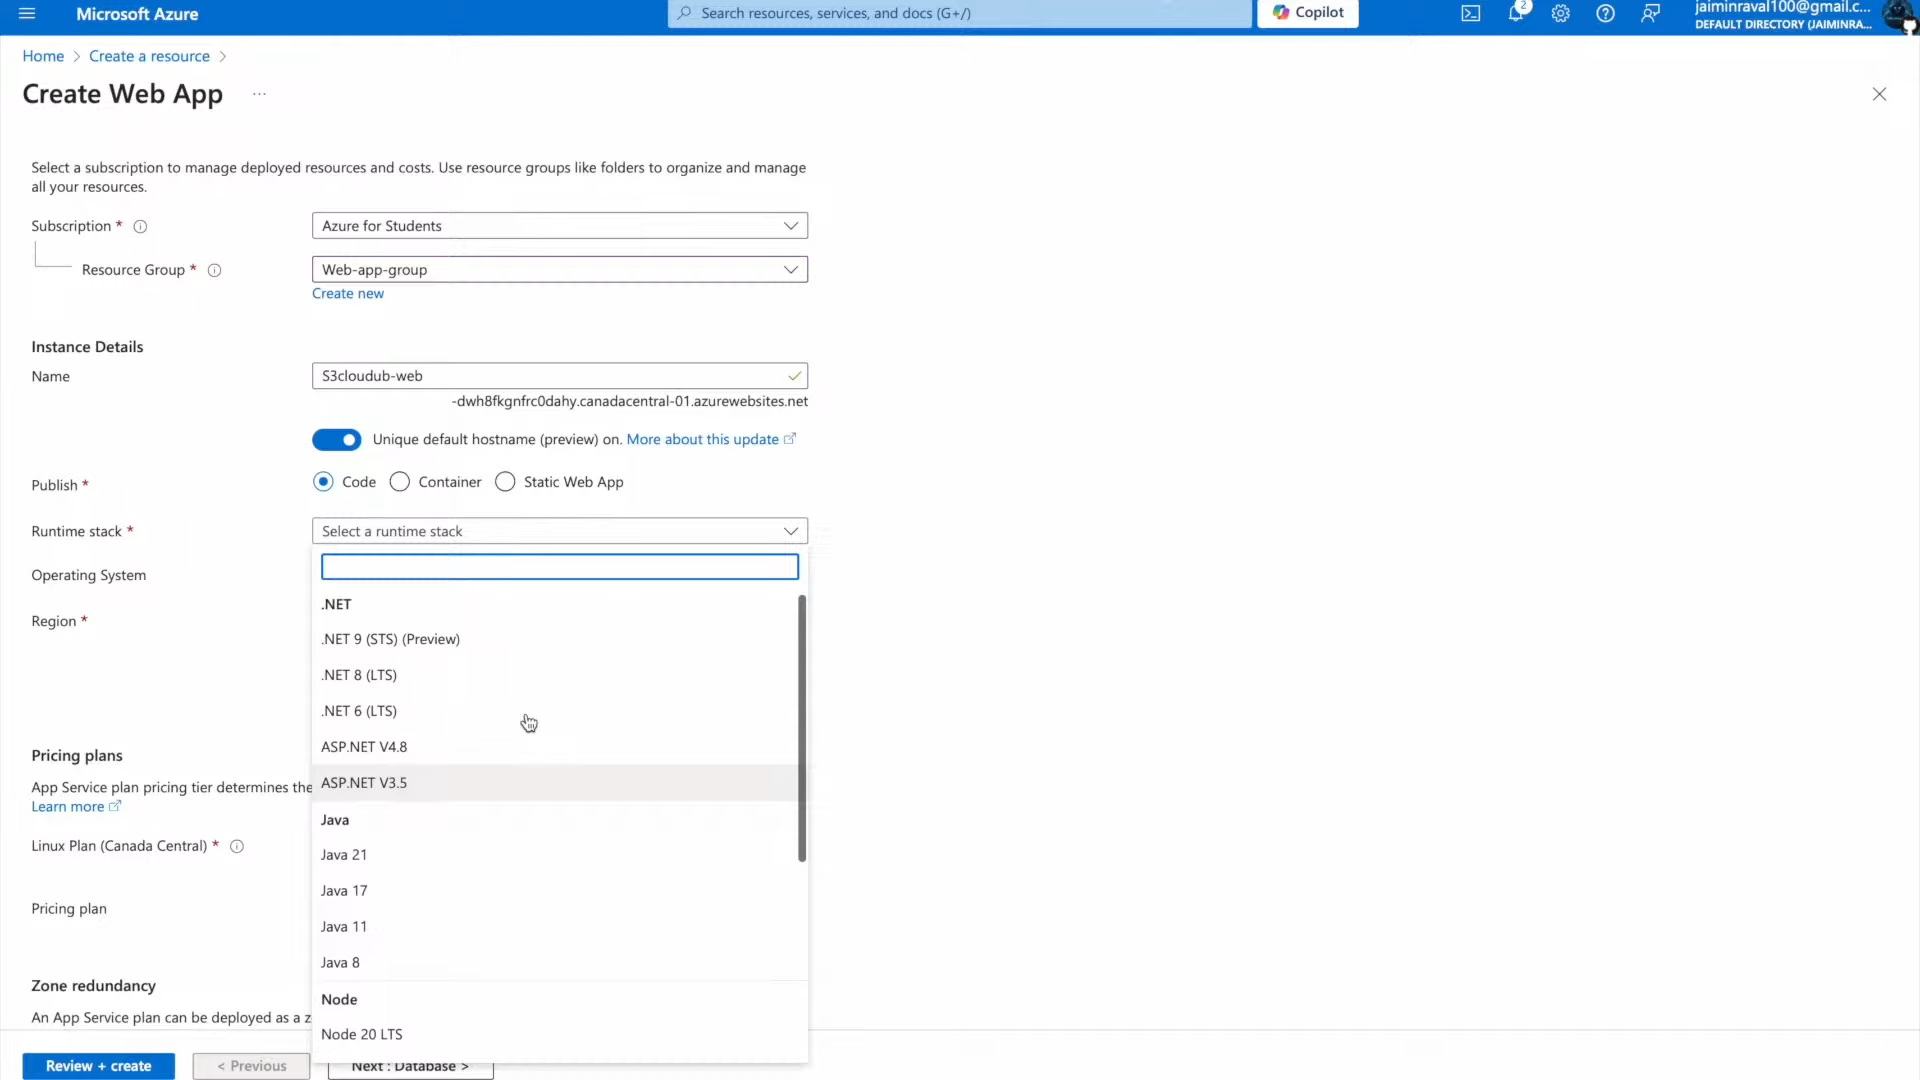 Microsoft Azure
Search resources, services, and docs (G+/)
Copilot
2
jaiminraval100@gmail.c...
DEFAULT DIRECTORY (JAIMINRA...
Home > Create a resource >
Create Web App ...
Select a subscription to manage deployed resources and costs. Use resource groups like folders to organize and manage
all your resources.
Subscription *
Azure for Students
Resource Group *
Web-app-group
Create new
Instance Details
Name
S3cloudub-web
-dwh8fkgnfrc0dahy.canadacentral-01.azurewebsites.net
Unique default hostname (preview) on. More about this update
Publish *
Code
Container
Static Web App
Runtime stack *
Select a runtime stack
Operating System
Region *
.NET
.NET 9 (STS) (Preview)
.NET 8 (LTS)
.NET 6 (LTS)
ASP.NET V4.8
ASP.NET V3.5
Java
Java 21
Java 17
Java 11
Java 8
Node
Node 20 LTS
Pricing plans
App Service plan pricing tier determines the
Learn more
Linux Plan (Canada Central) *
Pricing plan
Zone redundancy
An App Service plan can be deployed as a z
Review + create
< Previous
Next : Database >